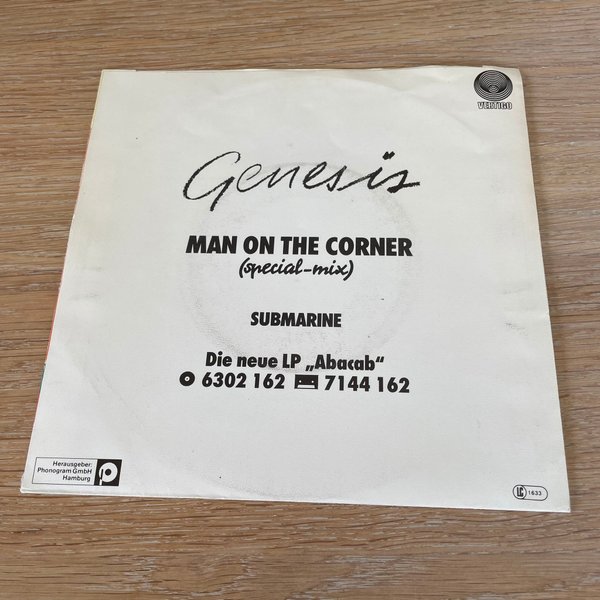 VERTIGO
Genesis
MAN ON THE CORNER
(special-mix)
SUBMARINE
Die neue LP „Abacab“
6302 162 7144 162
Herausgeber:
Phonogram GmbH
Hamburg
LC 1633